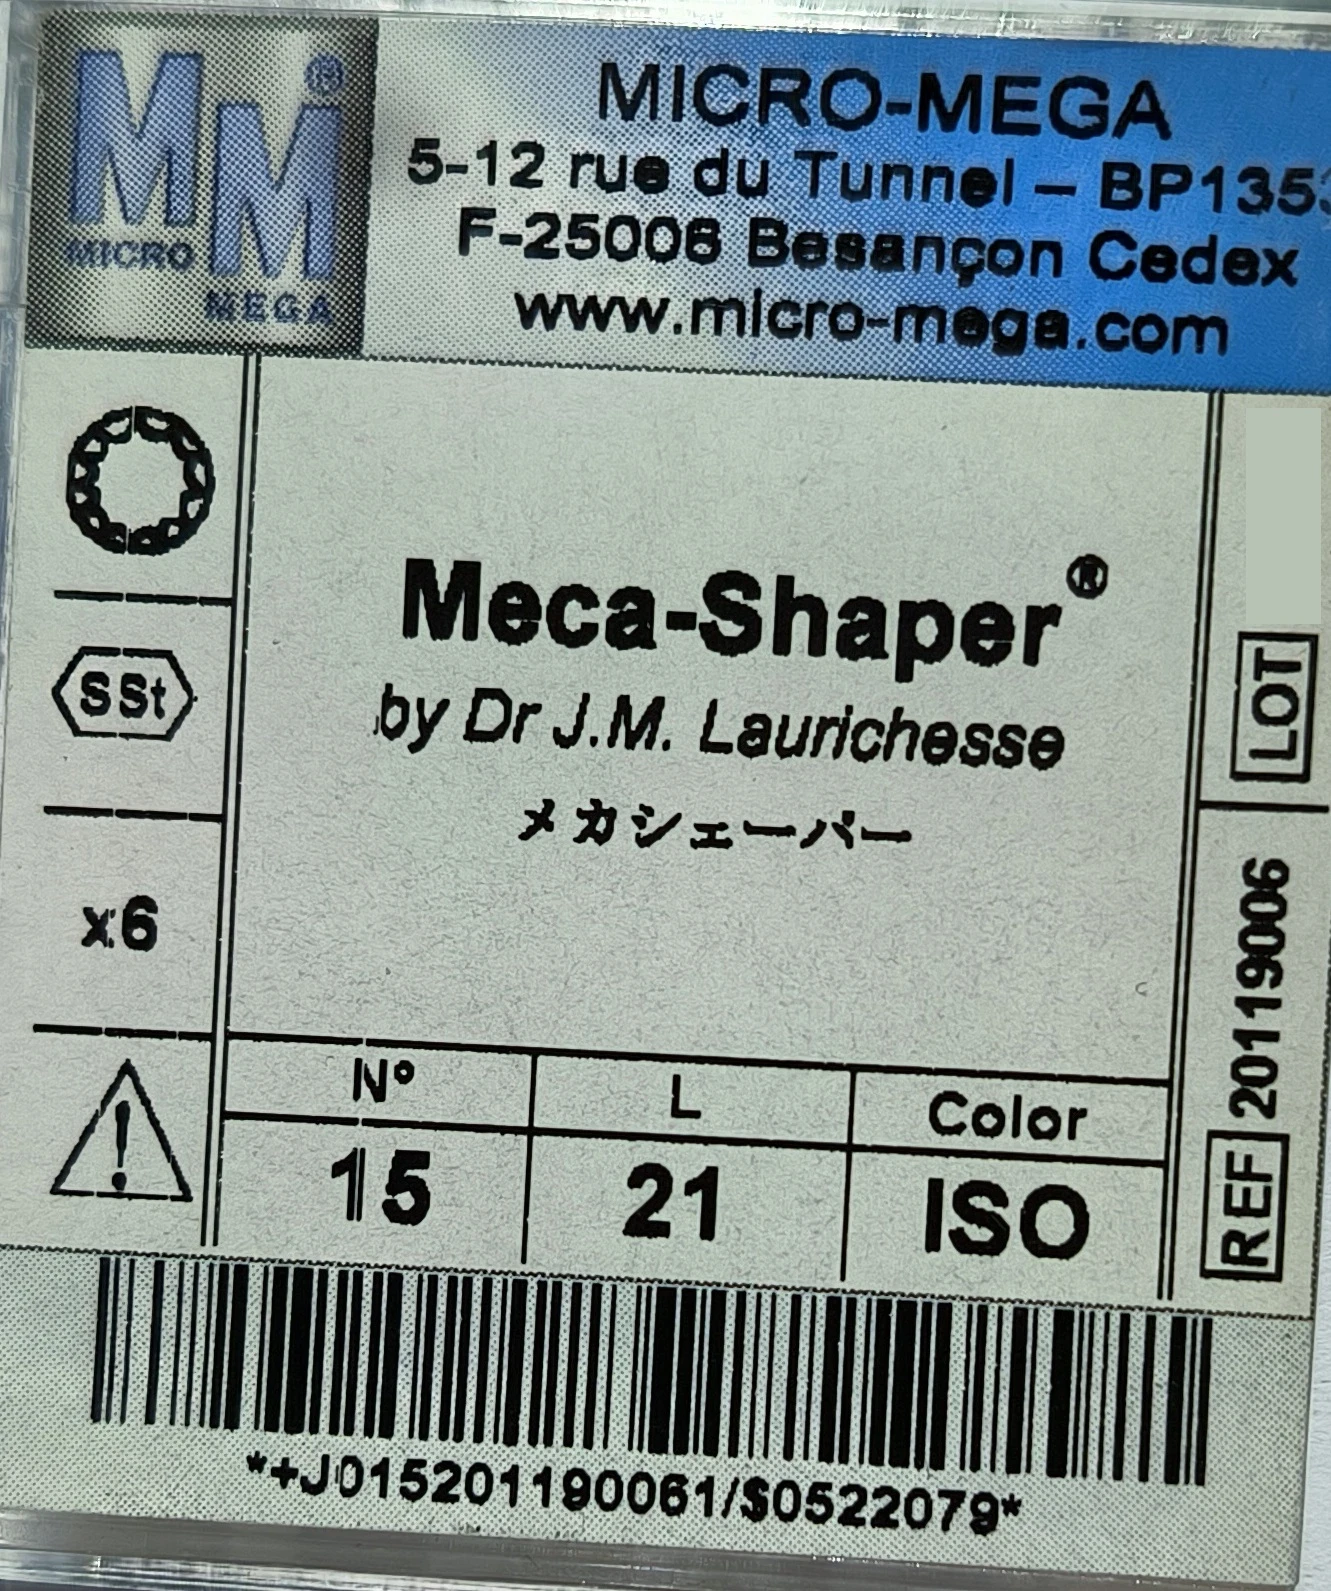 MM®
MICRO
MEGA
MICRO-MEGA
5-12 rue du Tunnel – BP1353
F-25006 Besançon Cedex
www.micro-mega.com
SSt
x6
Meca-Shaper®
by Dr J.M. Laurichesse
メカシェーパー
LOT
REF 20119006
N° L Color
15 21 ISO
*+J015201190061/$0522079*